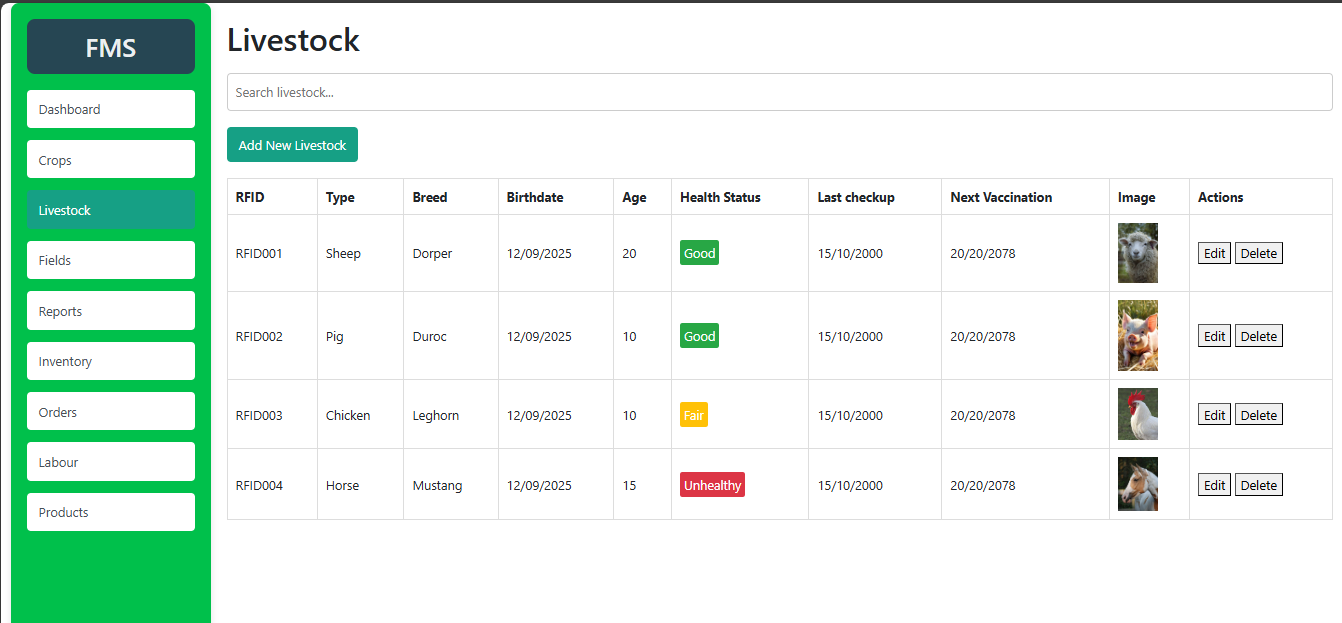 FMS
Dashboard
Crops
Livestock
Fields
Reports
Inventory
Orders
Labour
Products
Livestock
Search livestock...
Add New Livestock
RFID Type Breed Birthdate Age Health Status Last checkup Next Vaccination Image Actions
RFID001 Sheep Dorper 12/09/2025 20 Good 15/10/2000 20/20/2078 Edit Delete
RFID002 Pig Duroc 12/09/2025 10 Good 15/10/2000 20/20/2078 Edit Delete
RFID003 Chicken Leghorn 12/09/2025 10 Fair 15/10/2000 20/20/2078 Edit Delete
RFID004 Horse Mustang 12/09/2025 15 Unhealthy 15/10/2000 20/20/2078 Edit Delete